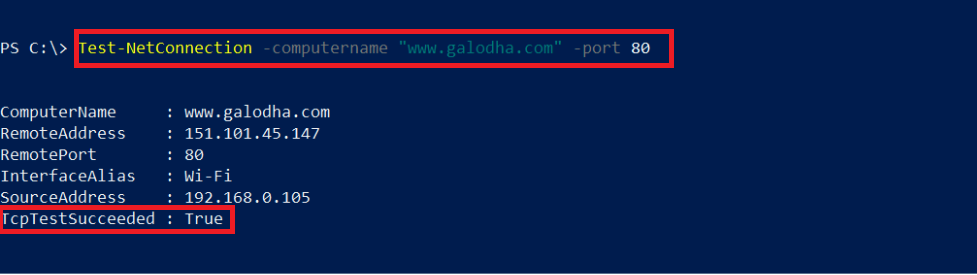 PS C:\> Test-NetConnection -computername "www.galodha.com" -port 80
ComputerName : www.galodha.com
RemoteAddress : 151.101.45.147
RemotePort : 80
InterfaceAlias : Wi-Fi
SourceAddress : 192.168.0.105
TcpTestSucceeded : True